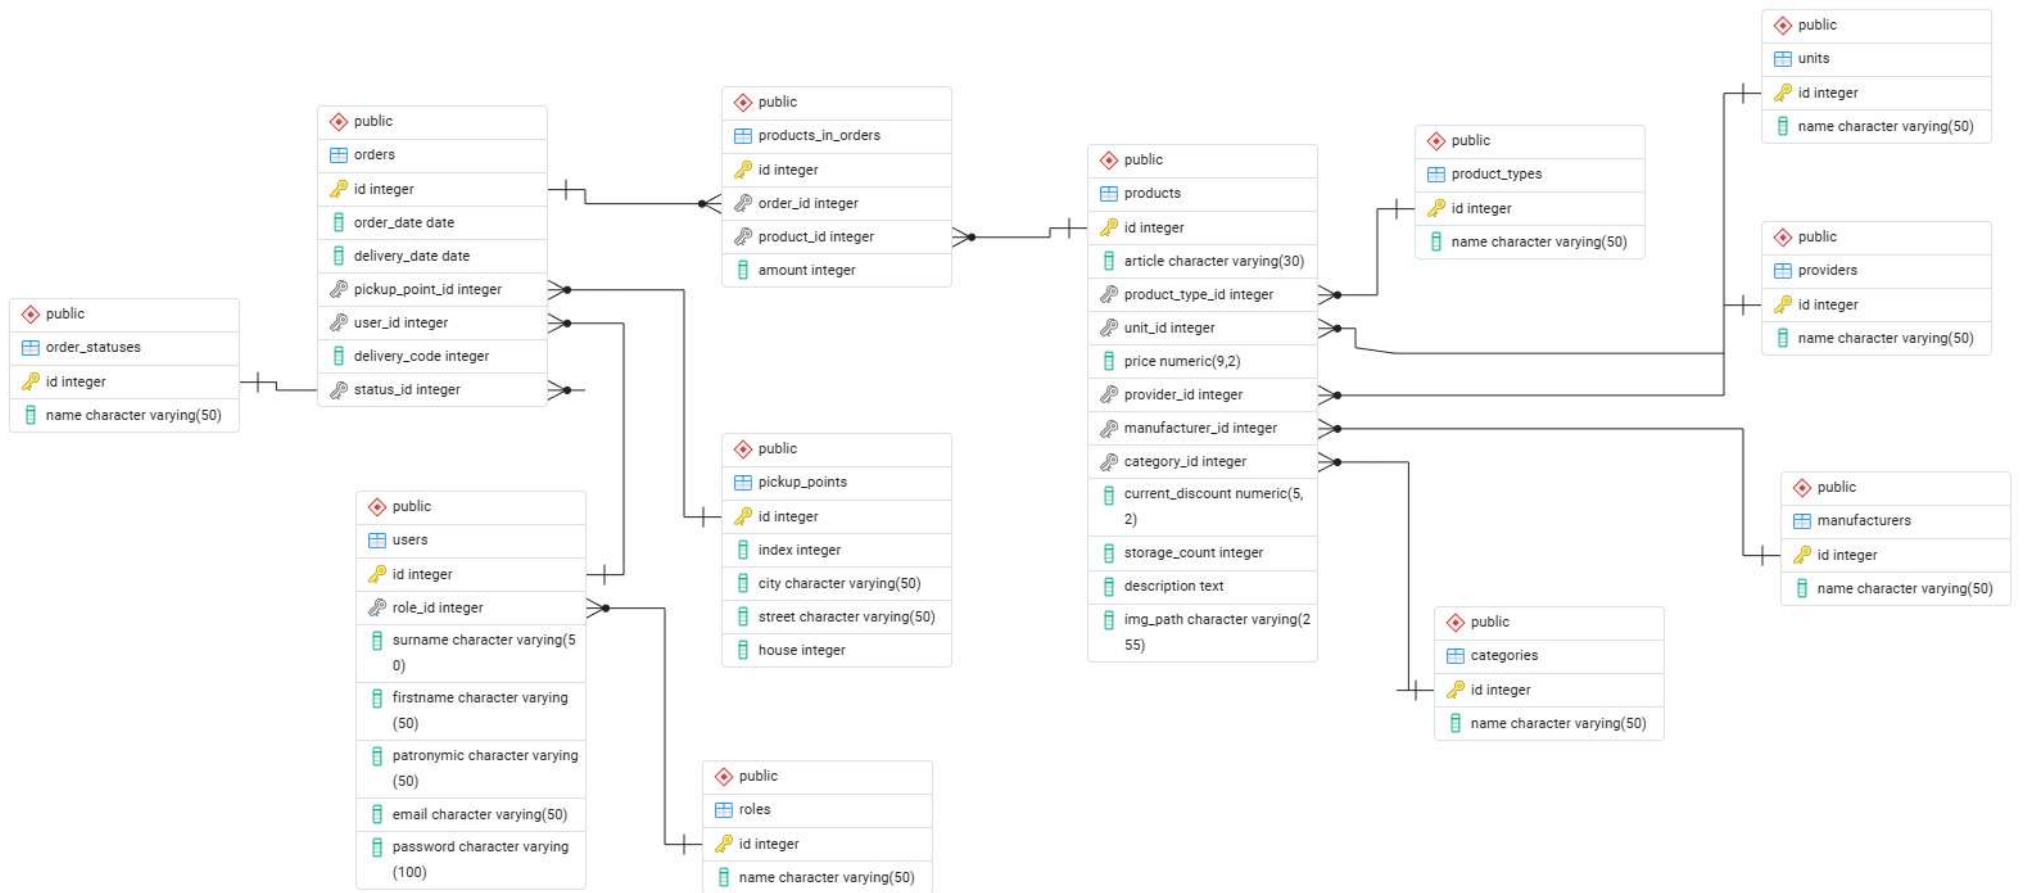 public
order_statuses
id integer
name character varying(50)
public
orders
id integer
order_date date
delivery_date date
pickup_point_id integer
user_id integer
delivery_code integer
status_id integer
public
users
id integer
role_id integer
surname character varying(5
0)
firstname character varying
(50)
patronymic character varying
(50)
email character varying(50)
password character varying
(100)
public
products_in_orders
id integer
order_id integer
product_id integer
amount integer
public
pickup_points
id integer
index integer
city character varying(50)
street character varying(50)
house integer
public
roles
id integer
name character varying(50)
public
products
id integer
article character varying(30)
product_type_id integer
unit_id integer
price numeric(9,2)
provider_id integer
manufacturer_id integer
category_id integer
current_discount numeric(5,
2)
storage_count integer
description text
img_path character varying(2
55)
public
product_types
id integer
name character varying(50)
public
categories
id integer
name character varying(50)
public
units
id integer
name character varying(50)
public
providers
id integer
name character varying(50)
public
manufacturers
id integer
name character varying(50)